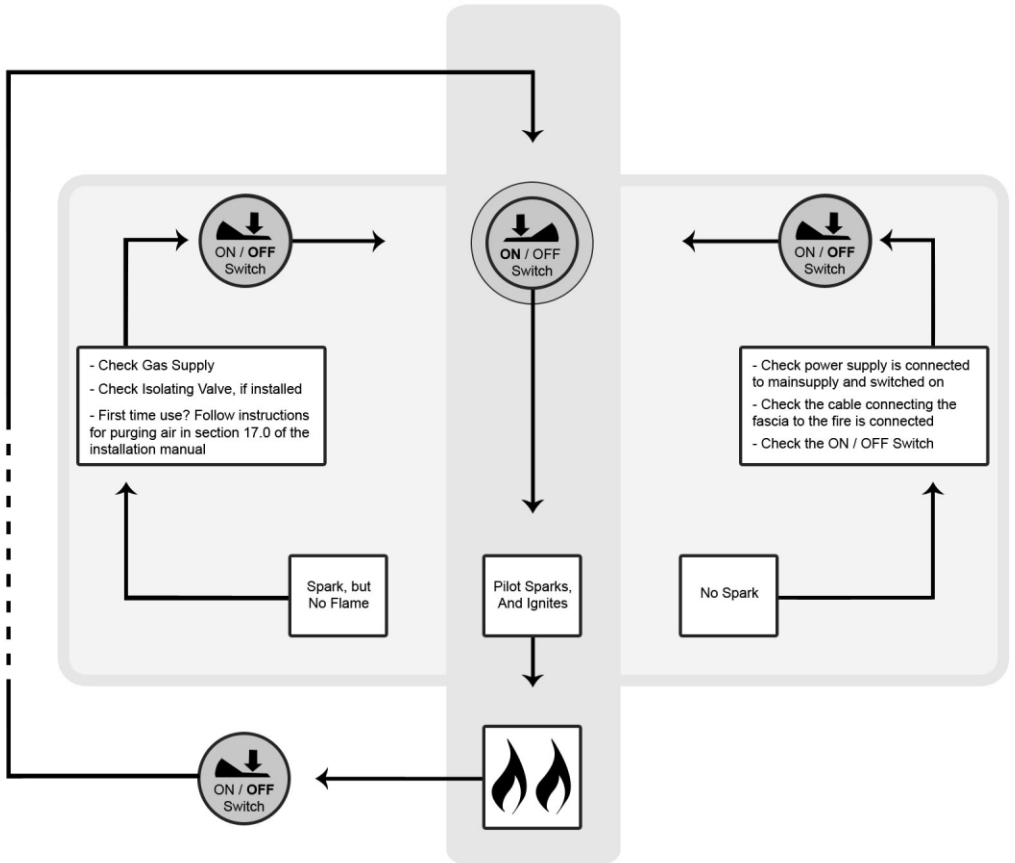 ON / OFF
Switch
ON / OFF
Switch
ON / OFF
Switch
- Check Gas Supply
- Check Isolating Valve, if installed
- First time use? Follow instructions
for purging air in section 17.0 of the
installation manual
- Check power supply is connected
to mainsupply and switched on
- Check the cable connecting the
fascia to the fire is connected
- Check the ON / OFF Switch
Spark, but
No Flame
Pilot Sparks,
And Ignites
No Spark
ON / OFF
Switch